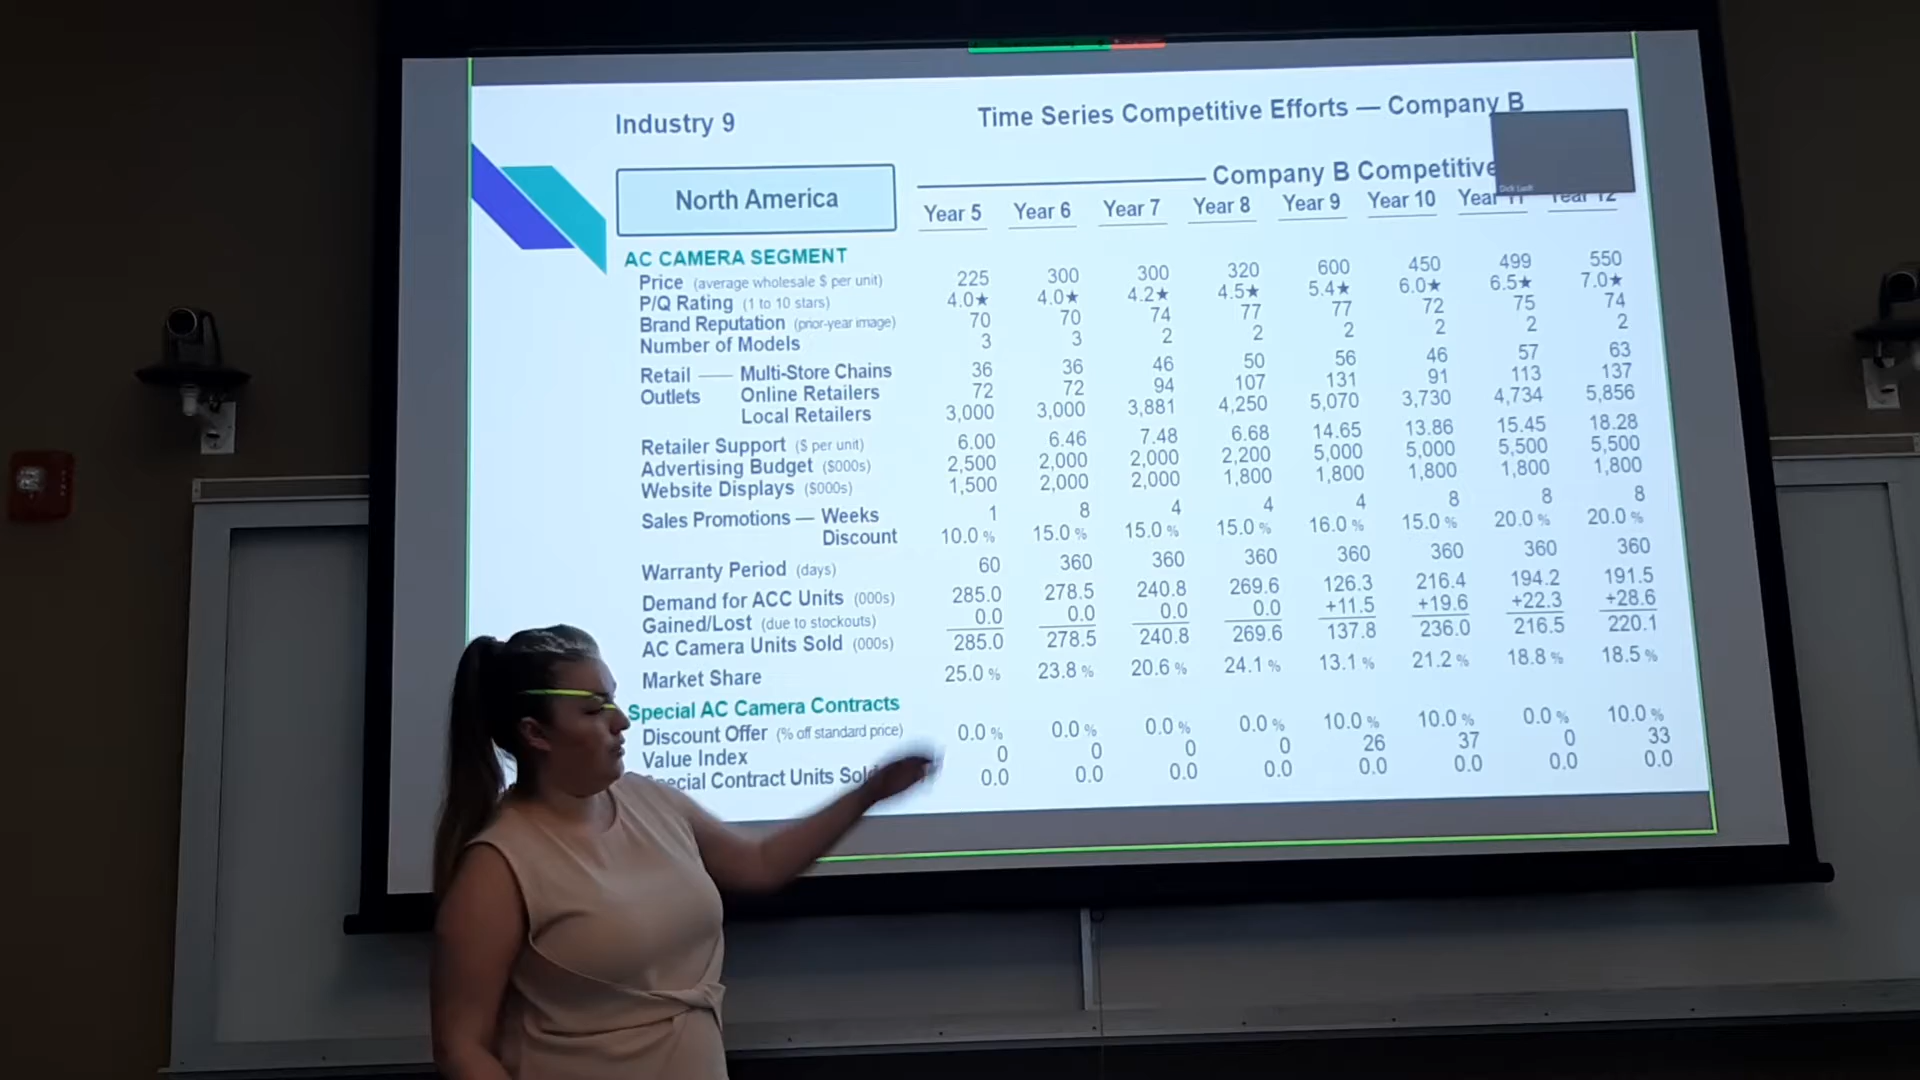 Industry 9
Time Series Competitive Efforts — Company B
North America
Company B Competitive
Dick Lusit
Year 5 Year 6 Year 7 Year 8 Year 9 Year 10 Year 11 Year 12
AC CAMERA SEGMENT
Price (average wholesale $ per unit) 225 300 300 320 600 450 499 550
P/Q Rating (1 to 10 stars) 4.0★ 4.0★ 4.2★ 4.5★ 5.4★ 6.0★ 6.5★ 7.0★
Brand Reputation (prior-year image) 70 70 74 77 77 72 75 74
Number of Models 3 3 2 2 2 2 2 2
Retail — Multi-Store Chains 36 36 46 50 56 46 57 63
Outlets Online Retailers 72 72 94 107 131 91 113 137
Local Retailers 3,000 3,000 3,881 4,250 5,070 3,730 4,734 5,856
Retailer Support ($ per unit) 6.00 6.46 7.48 6.68 14.65 13.86 15.45 18.28
Advertising Budget ($000s) 2,500 2,000 2,000 2,200 5,000 5,000 5,500 5,500
Website Displays ($000s) 1,500 2,000 2,000 1,800 1,800 1,800 1,800 1,800
Sales Promotions — Weeks 1 8 4 4 4 8 8 8
Discount 10.0 % 15.0 % 15.0 % 15.0 % 16.0 % 15.0 % 20.0 % 20.0 %
Warranty Period (days) 60 360 360 360 360 360 360 360
Demand for ACC Units (000s) 285.0 278.5 240.8 269.6 126.3 216.4 194.2 191.5
Gained/Lost (due to stockouts) 0.0 0.0 0.0 0.0 +11.5 +19.6 +22.3 +28.6
AC Camera Units Sold (000s) 285.0 278.5 240.8 269.6 137.8 236.0 216.5 220.1
Market Share 25.0 % 23.8 % 20.6 % 24.1 % 13.1 % 21.2 % 18.8 % 18.5 %
Special AC Camera Contracts
Discount Offer (% off standard price) 0.0 % 0.0 % 0.0 % 0.0 % 10.0 % 10.0 % 0.0 % 10.0 %
Value Index 0 0 0 0 26 37 0 33
Contract Units 0.0 0.0 0.0 0.0 0.0 0.0 0.0 0.0